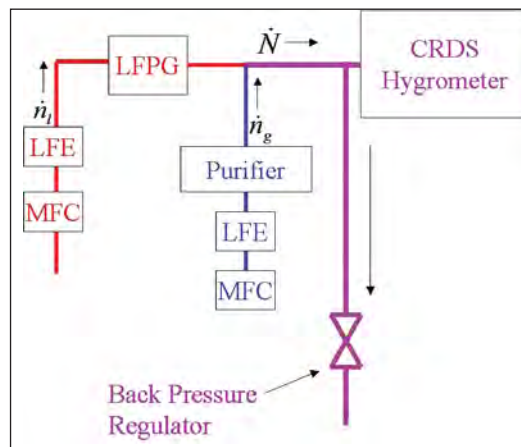 Ṅ
CRDS
Hygrometer
LFPG
ṅₗ
ṅg
LFE
Purifier
MFC
LFE
MFC
Back Pressure
Regulator